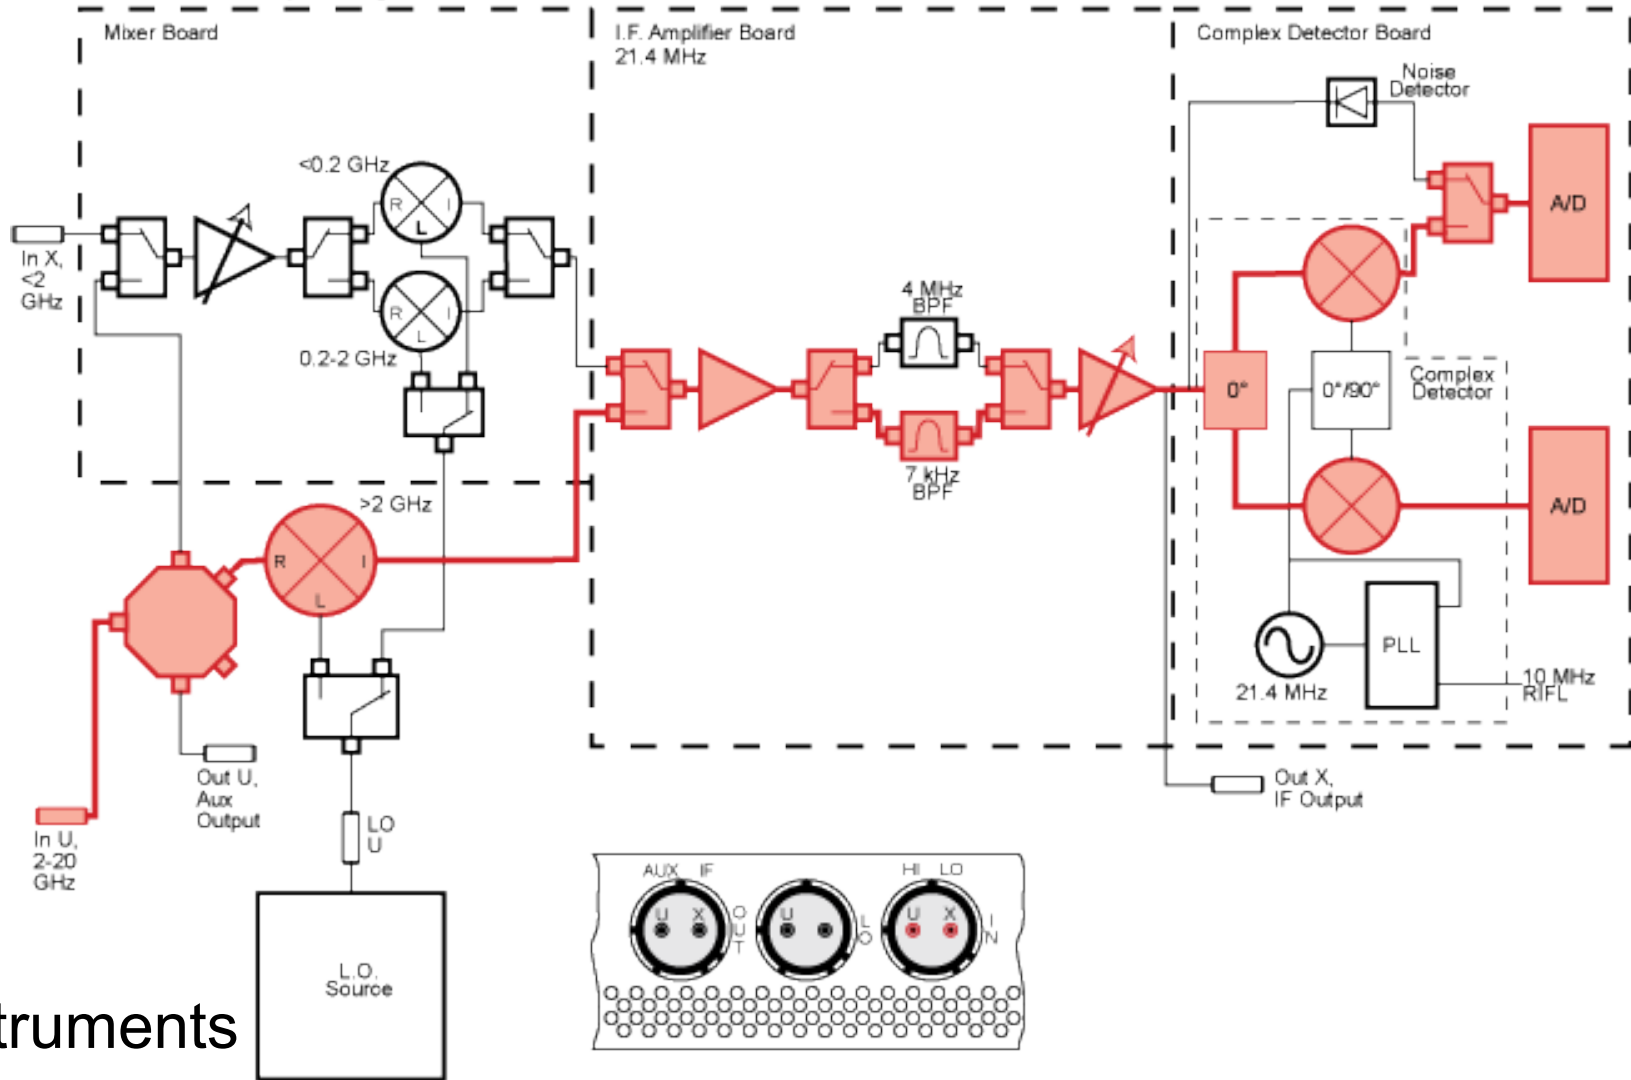 Mixer Board
I.F. Amplifier Board
21.4 MHz
Complex Detector Board
Noise
Detector
<0.2 GHz
R
L
I
In X,
<2
GHz
R
L
I
0.2-2 GHz
4 MHz
BPF
7 kHz
BPF
A/D
0°
0°/90°
Complex
Detector
A/D
>2 GHz
R
L
I
PLL
21.4 MHz
10 MHz
RIFL
Out U,
Aux
Output
In U,
2-20
GHz
LO
U
Out X,
IF Output
AUX IF
U X
OUT
U
LO
HI LO
U X
IN
L.O.
Source
truments